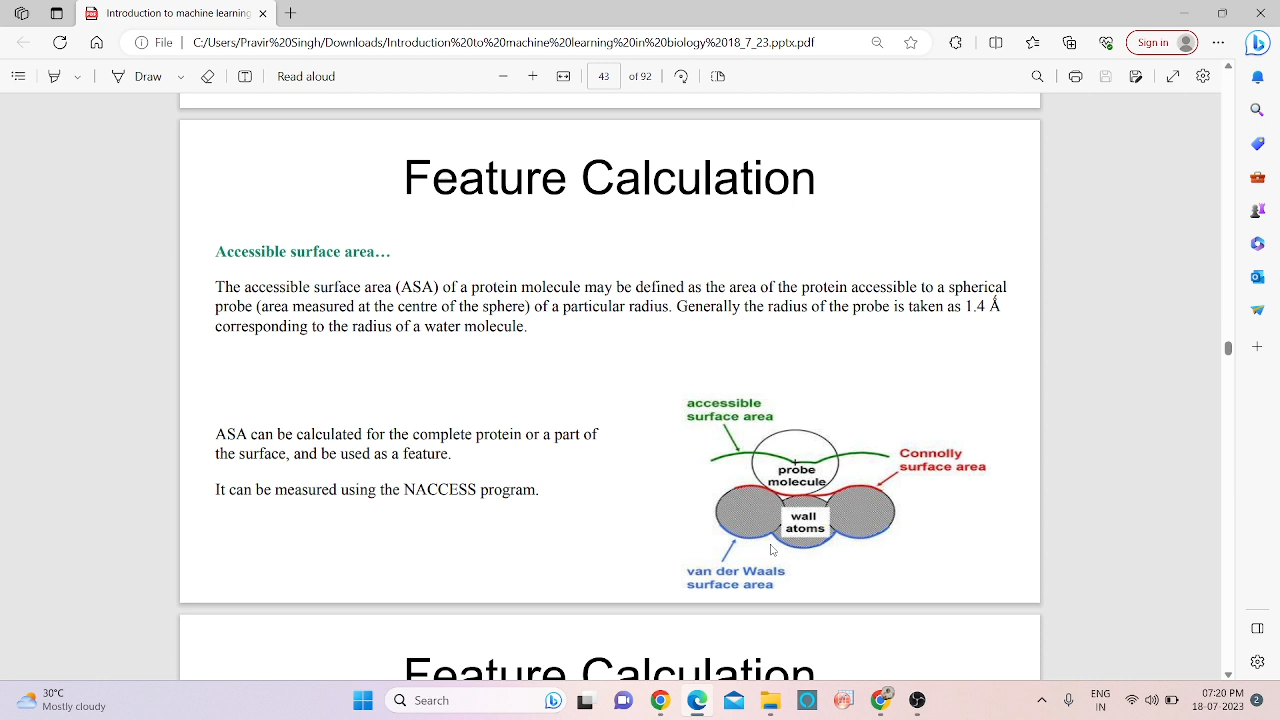 Introduction to machine learning
File
C:/Users/Pravir%20Singh/Downloads/Introduction%20to%20machine%20learning%20in%20biology%2018_7_23.pptx.pdf
Sign in
Draw
Read aloud
43 of 92
Feature Calculation
Accessible surface area…
The accessible surface area (ASA) of a protein molecule may be defined as the area of the protein accessible to a spherical
probe (area measured at the centre of the sphere) of a particular radius. Generally the radius of the probe is taken as 1.4 Å
corresponding to the radius of a water molecule.
ASA can be calculated for the complete protein or a part of
the surface, and be used as a feature.
It can be measured using the NACCESS program.
accessible
surface area
probe
molecule
Connolly
surface area
wall
atoms
van der Waals
surface area
Feature Calculation
30°C
Mostly cloudy
Search
ENG
IN
07:20 PM
18-07-2023
2